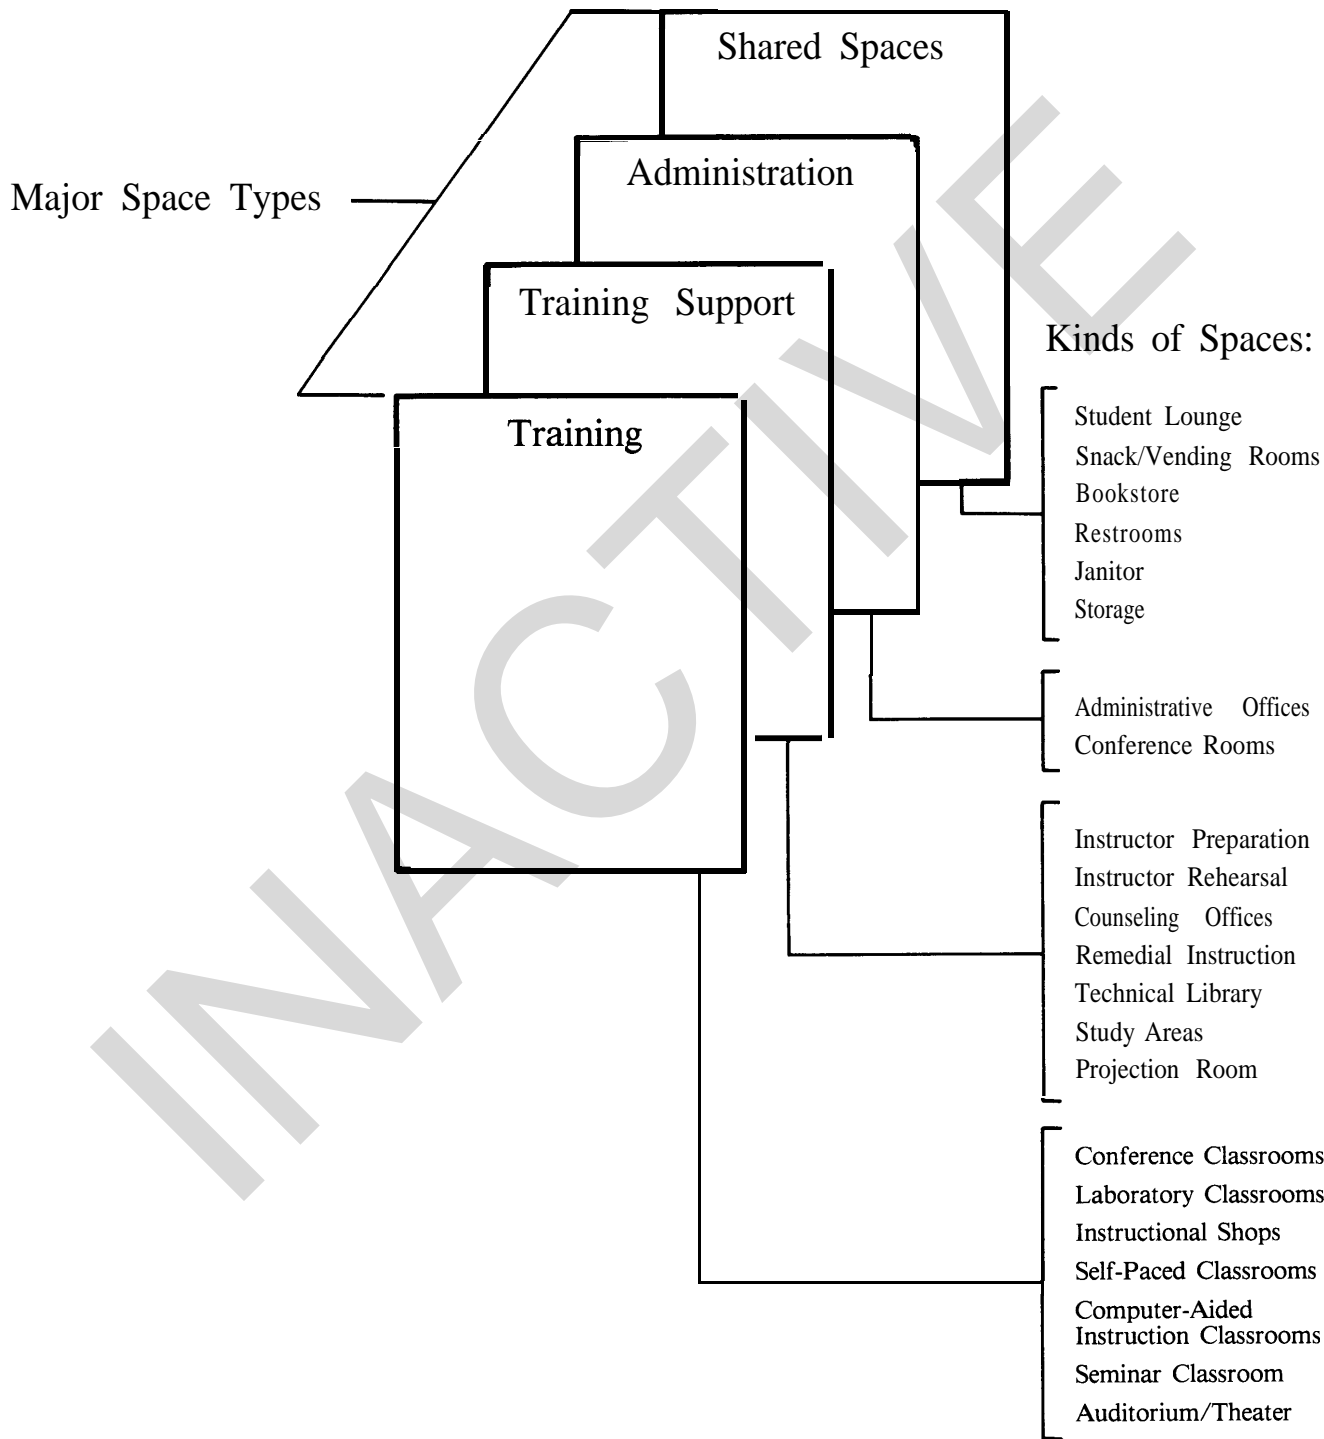 Shared Spaces
Administration
Major Space Types
Training Support
Training
Kinds of Spaces:
Student Lounge
Snack/Vending Rooms
Bookstore
Restrooms
Janitor
Storage
Administrative Offices
Conference Rooms
Instructor Preparation
Instructor Rehearsal
Counseling Offices
Remedial Instruction
Technical Library
Study Areas
Projection Room
Conference Classrooms
Laboratory Classrooms
Instructional Shops
Self-Paced Classrooms
Computer-Aided
Instruction Classrooms
Seminar Classroom
Auditorium/Theater
INACTIVE